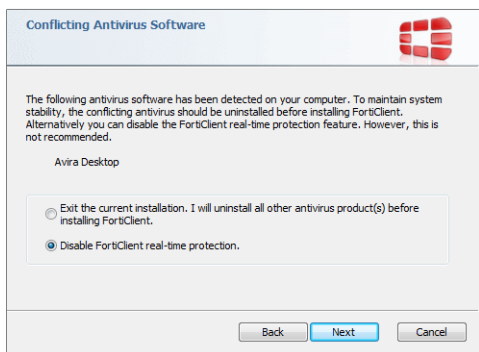 Conflicting Antivirus Software
The following antivirus software has been detected on your computer. To maintain system
stability, the conflicting antivirus should be uninstalled before installing FortiClient.
Alternatively you can disable the FortiClient real-time protection feature. However, this is
not recommended.
Avira Desktop
Exit the current installation. I will uninstall all other antivirus product(s) before
installing FortiClient.
Disable FortiClient real-time protection.
Back Next Cancel